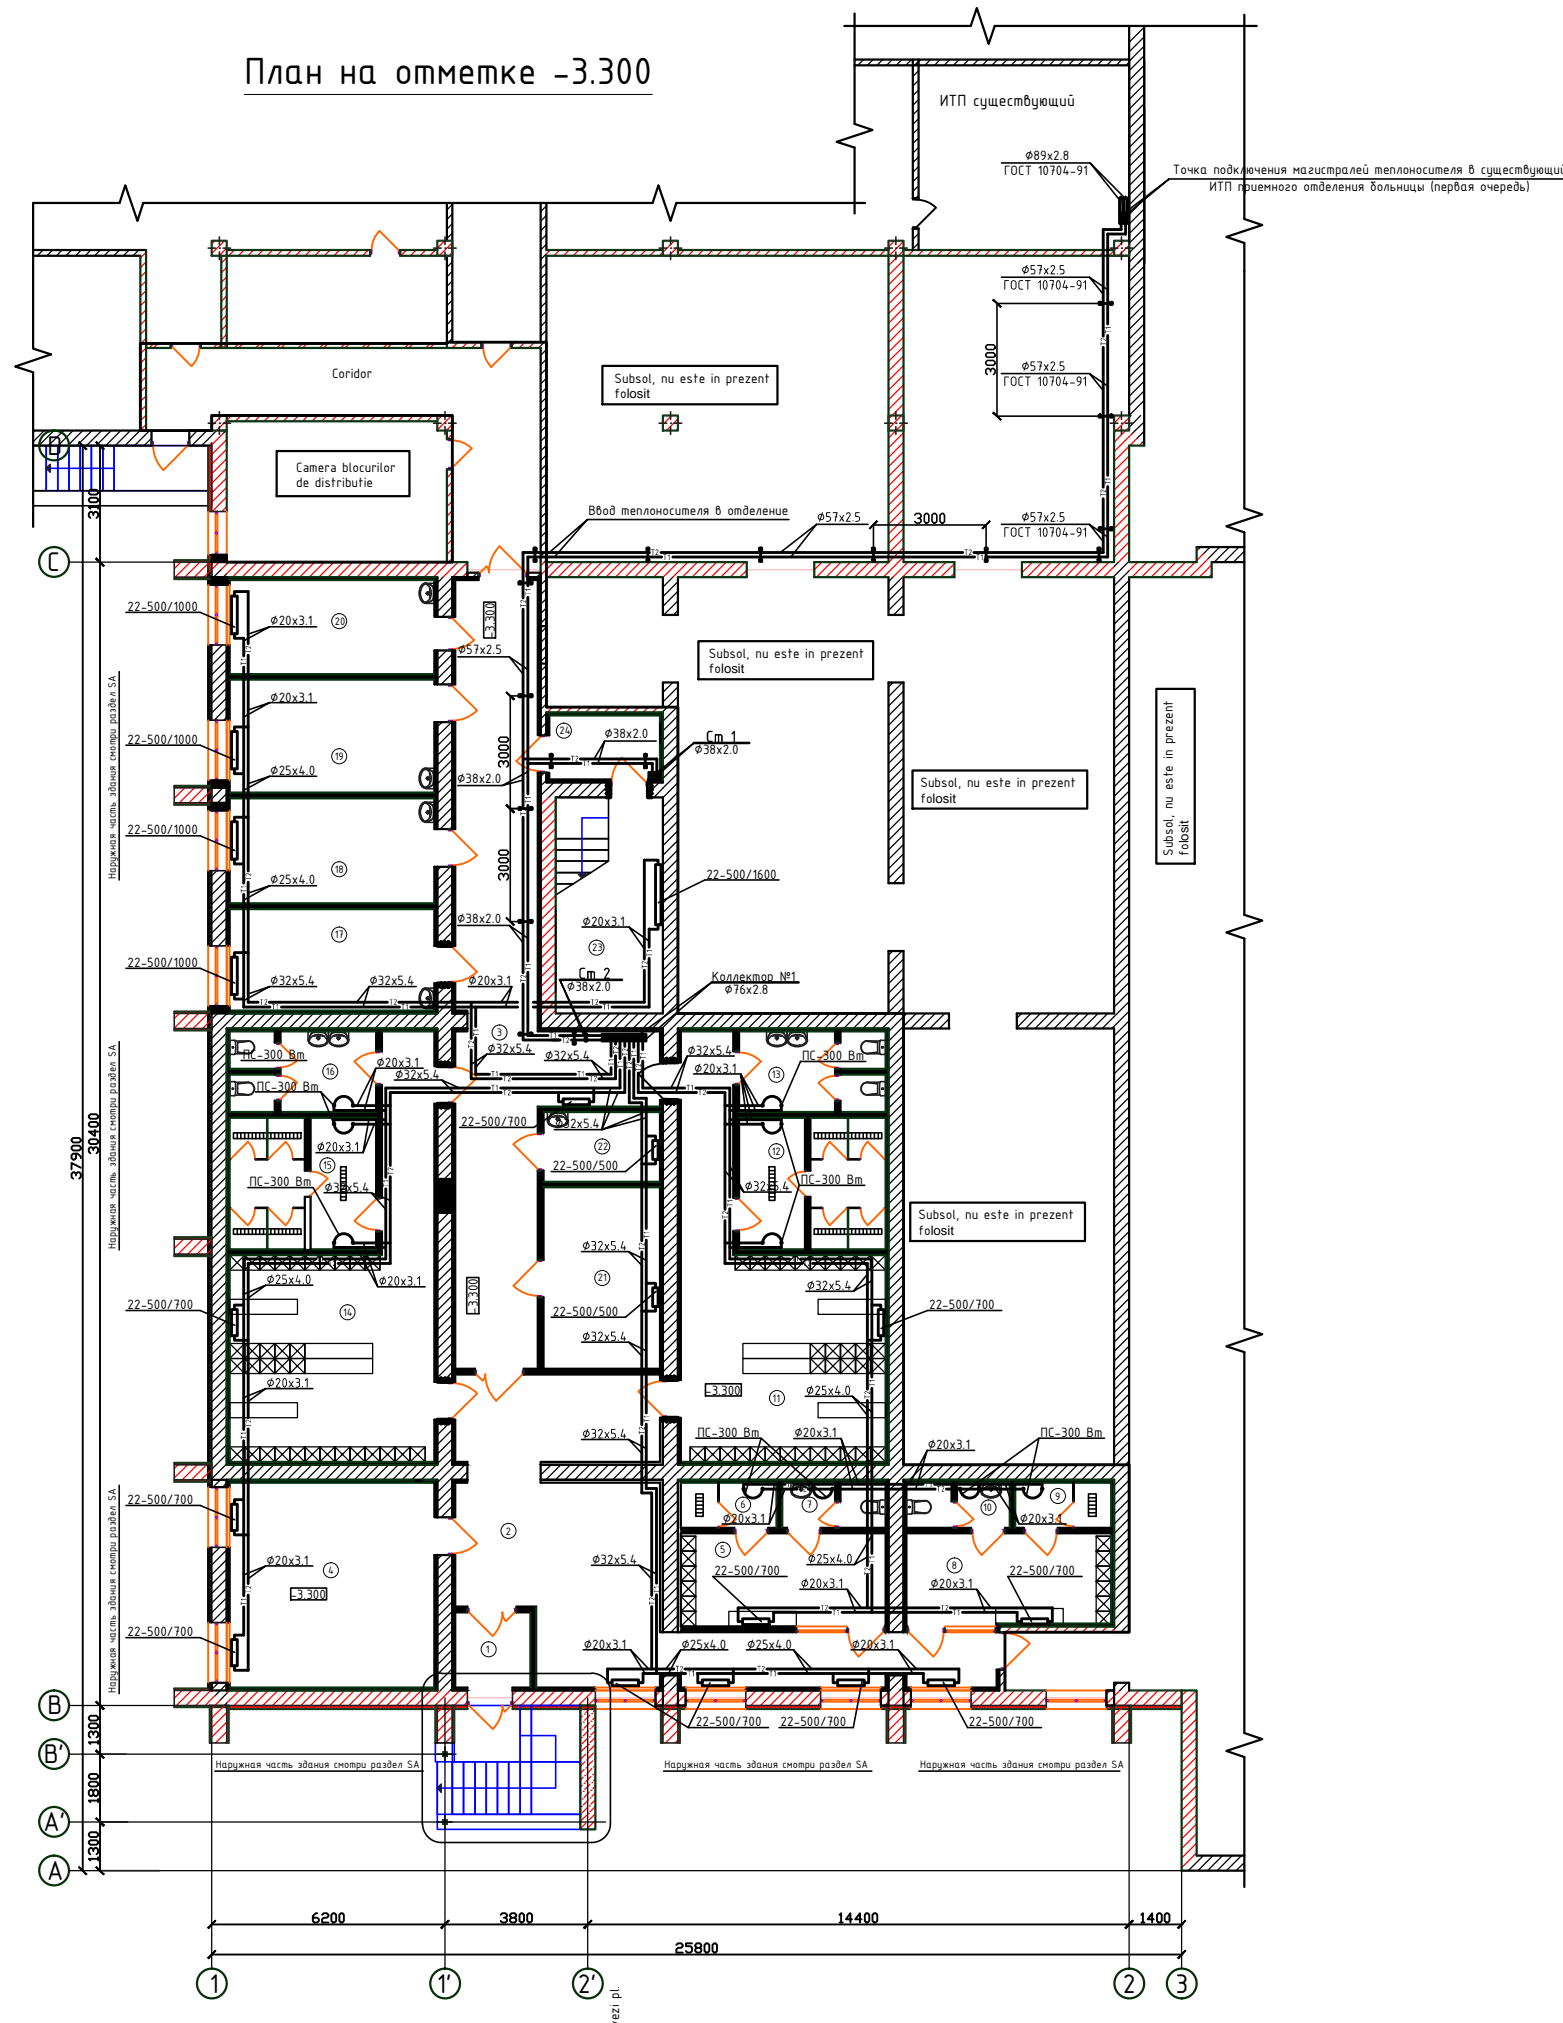 План на отметке -3.300
ИТП существующий
Ф89х2.8
ГОСТ 10704-91
Точка подключения магистралей теплоносителя в существующий
ИТП приемного отделения больницы (первая очередь)
Ф57х2.5
ГОСТ 10704-91
3000
Ф57х2.5
ГОСТ 10704-91
Coridor
Subsol, nu este in prezent
folosit
Camera blocurilor
de distributie
D
3100
Ввод теплоносителя в отделение
Ф57х2.5
3000
Ф57х2.5
ГОСТ 10704-91
C
22-500/1000
Ф20х3.1
20
-3.300
Ф57х2.5
Subsol, nu este in prezent
folosit
Наружная часть здания смотри раздел SA
Ф20х3.1
22-500/1000
19
Ф25х4.0
3000
24
Ф38х2.0
Ст 1
Ф38х2.0
Ф38х2.0
Subsol, nu este in prezent
folosit
Subsol, nu este in prezent
folosit
22-500/1000
18
Ф25х4.0
3000
22-500/1600
Ф38х2.0
Ф20х3.1
17
23
22-500/1000
Ф32х5.4
Ф32х5.4
Ф20х3.1
Ст 2
Ф38х2.0
Коллектор №1
Ф76х2.8
3
Наружная часть здания смотри раздел SA
ПС-300 Вт
16
Ф20х3.1
Ф32х5.4
Ф32х5.4
Ф32х5.4
Ф32х5.4
Ф20х3.1
13
ПС-300 Вт
ПС-300 Вт
22-500/700
Ф32х5.4
Ф20х3.1
15
22
22-500/500
12
ПС-300 Вт
Ф32х5.4
ПС-300 Вт
Ф32х5.4
37900
30400
Subsol, nu este in prezent
folosit
Ф32х5.4
21
Ф25х4.0
Ф20х3.1
-3.300
Ф32х5.4
22-500/700
14
22-500/500
22-500/700
Ф32х5.4
Ф20х3.1
-3.300
11
Ф25х4.0
Ф32х5.4
ПС-300 Вт
Ф20х3.1
Ф20х3.1
ПС-300 Вт
Наружная часть здания смотри раздел SA
22-500/700
6
7
10
9
Ф20х3.1
Ф20х3.1
2
5
8
Ф20х3.1
4
-3.300
Ф32х5.4
Ф25х4.0
22-500/700
Ф20х3.1
Ф20х3.1
22-500/700
22-500/700
1
Ф20х3.1
Ф25х4.0
Ф25х4.0
Ф20х3.1
B
22-500/700
22-500/700
22-500/700
1300
B'
Наружная часть здания смотри раздел SA
Наружная часть здания смотри раздел SA
Наружная часть здания смотри раздел SA
1800
A'
1300
A
6200
3800
14400
1400
25800
1
1'
2'
2
3
vezi pl.